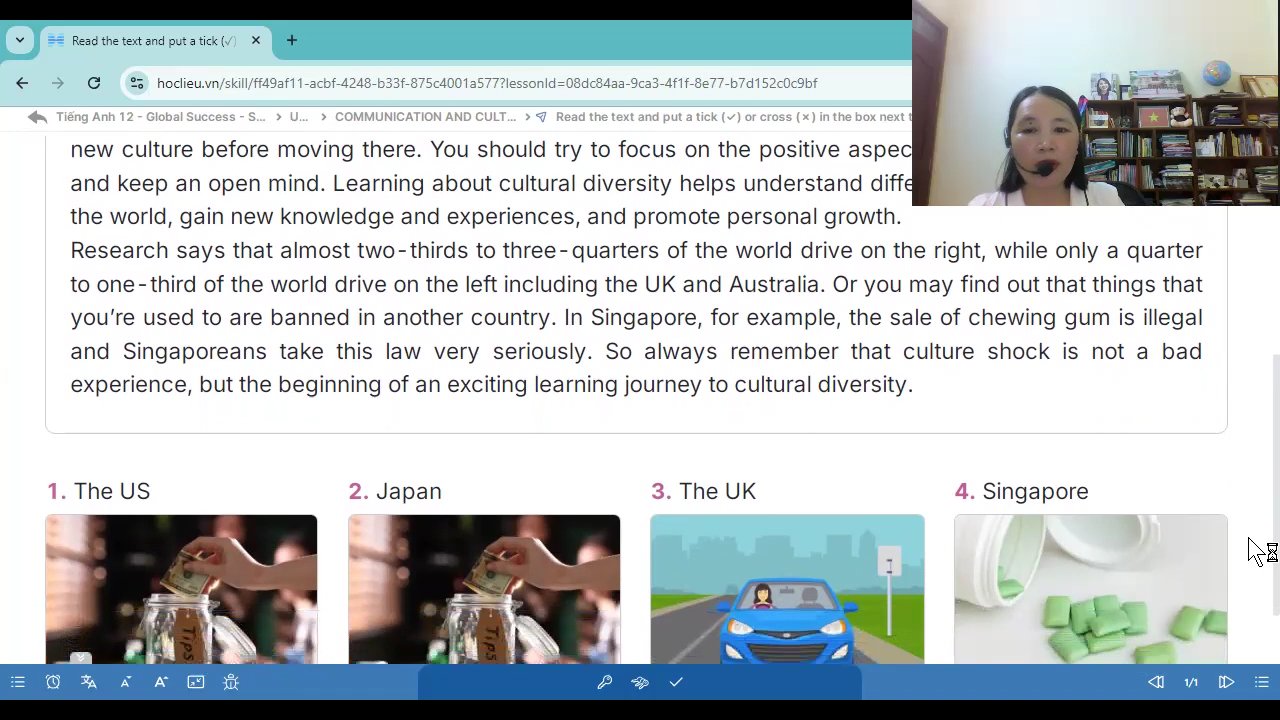 Read the text and put a tick (✓)
hoclieu.vn/skill/ff49af11-acbf-4248-b33f-875c4001a577?lessonId=08dc84aa-9ca3-4f1f-8e77-b7d152c0c9bf
Tiếng Anh 12 - Global Success - S... > U... > COMMUNICATION AND CULT... > Read the text and put a tick (✓) or cross (×) in the box next t
new culture before moving there. You should try to focus on the positive aspec
and keep an open mind. Learning about cultural diversity helps understand diffe
the world, gain new knowledge and experiences, and promote personal growth.
Research says that almost two-thirds to three-quarters of the world drive on the right, while only a quarter
to one-third of the world drive on the left including the UK and Australia. Or you may find out that things that
you're used to are banned in another country. In Singapore, for example, the sale of chewing gum is illegal
and Singaporeans take this law very seriously. So always remember that culture shock is not a bad
experience, but the beginning of an exciting learning journey to cultural diversity.
1. The US
2. Japan
3. The UK
4. Singapore
Tips
Tips
1/1